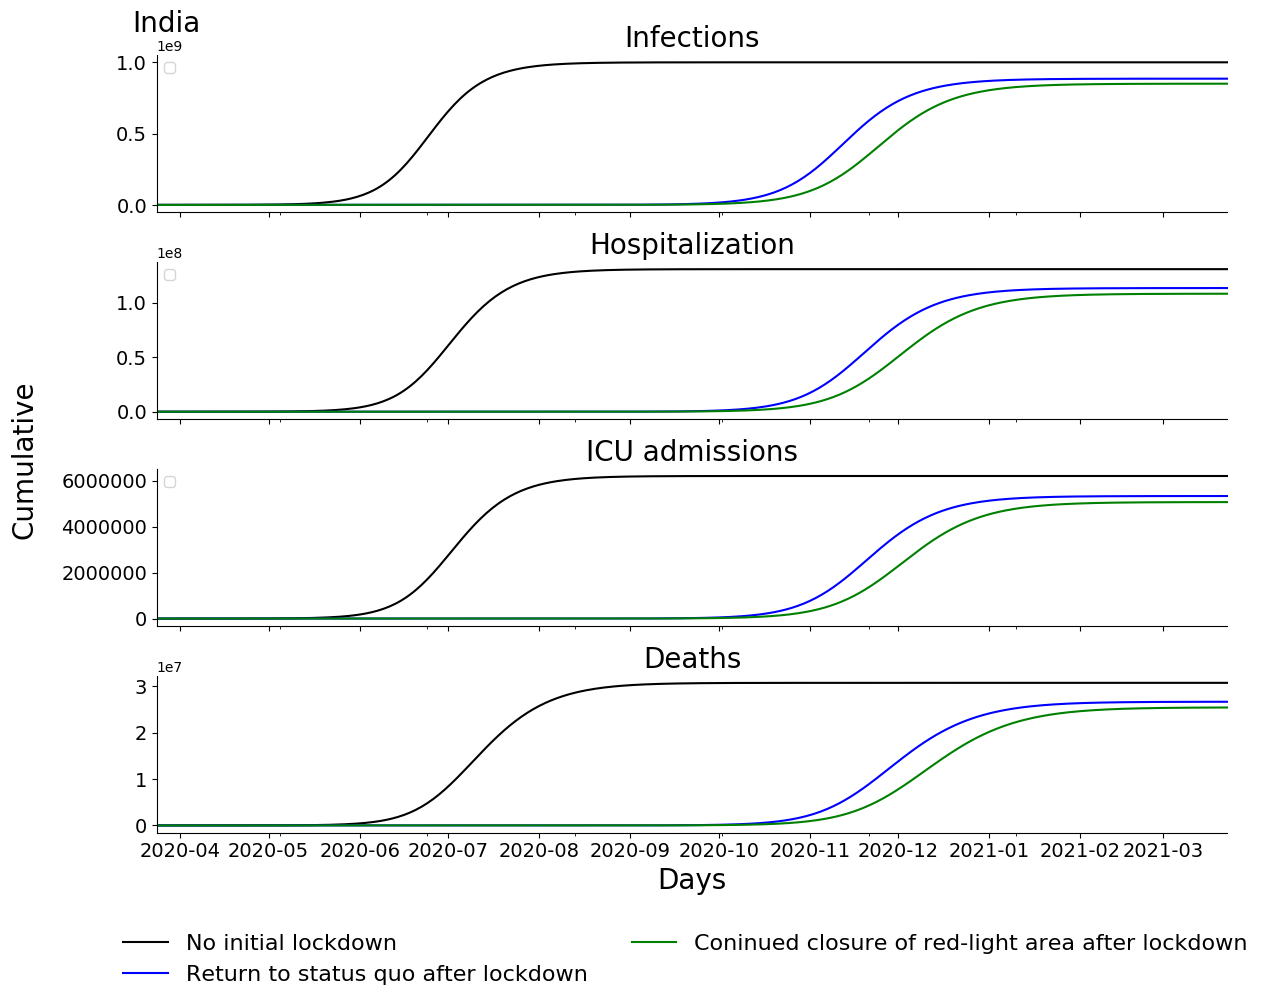 India
Infections
1e9
1.0
0.5
0.0
Hospitalization
1e8
1.0
0.5
0.0
Cumulative
ICU admissions
6000000
4000000
2000000
0
Deaths
1e7
3
2
1
0
2020-04 2020-05 2020-06 2020-07 2020-08 2020-09 2020-10 2020-11 2020-12 2021-01 2021-02 2021-03
Days
No initial lockdown
Return to status quo after lockdown
Coninued closure of red-light area after lockdown